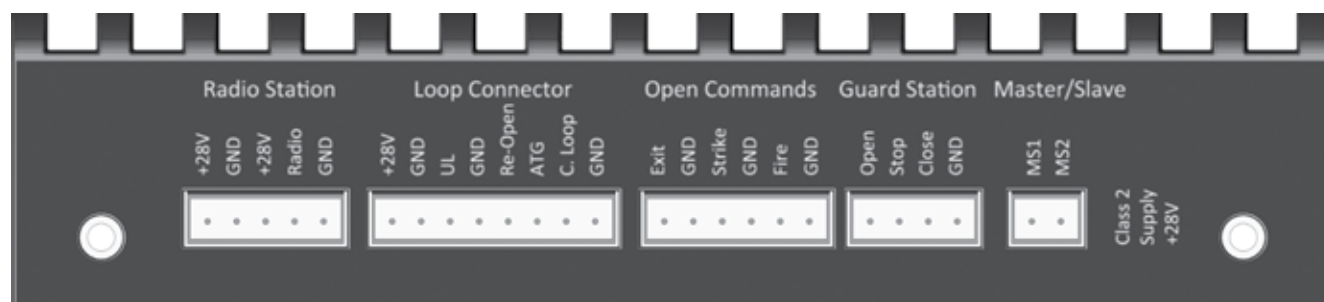 Radio Station Loop Connector Open Commands Guard Station Master/Slave
+28V GND +28V Radio GND +28V GND UL GND Re-Open ATG C. Loop GND Exit GND Strike GND Fire GND Open Stop Close GND MS1 MS2
Class 2
Supply
+28V